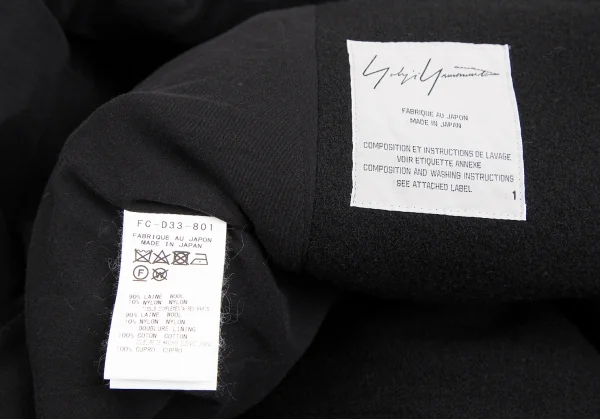 Yohji Yamamoto
FABRIQUE AU JAPON
MADE IN JAPAN
COMPOSITION ET INSTRUCTIONS DE LAVAGE
VOIR ETIQUETTE ANNEXE
COMPOSITION AND WASHING INSTRUCTIONS
SEE ATTACHED LABEL
1
FC-D33-801
FABRIQUE AU JAPON
MADE IN JAPAN
F W
90% LAINE WOOL
10% NYLON NYLON
90% LAINE WOOL
10% NYLON NYLON
DOUBLURE LINING
100% COTON COTTON
100% CUPRO CUPRO